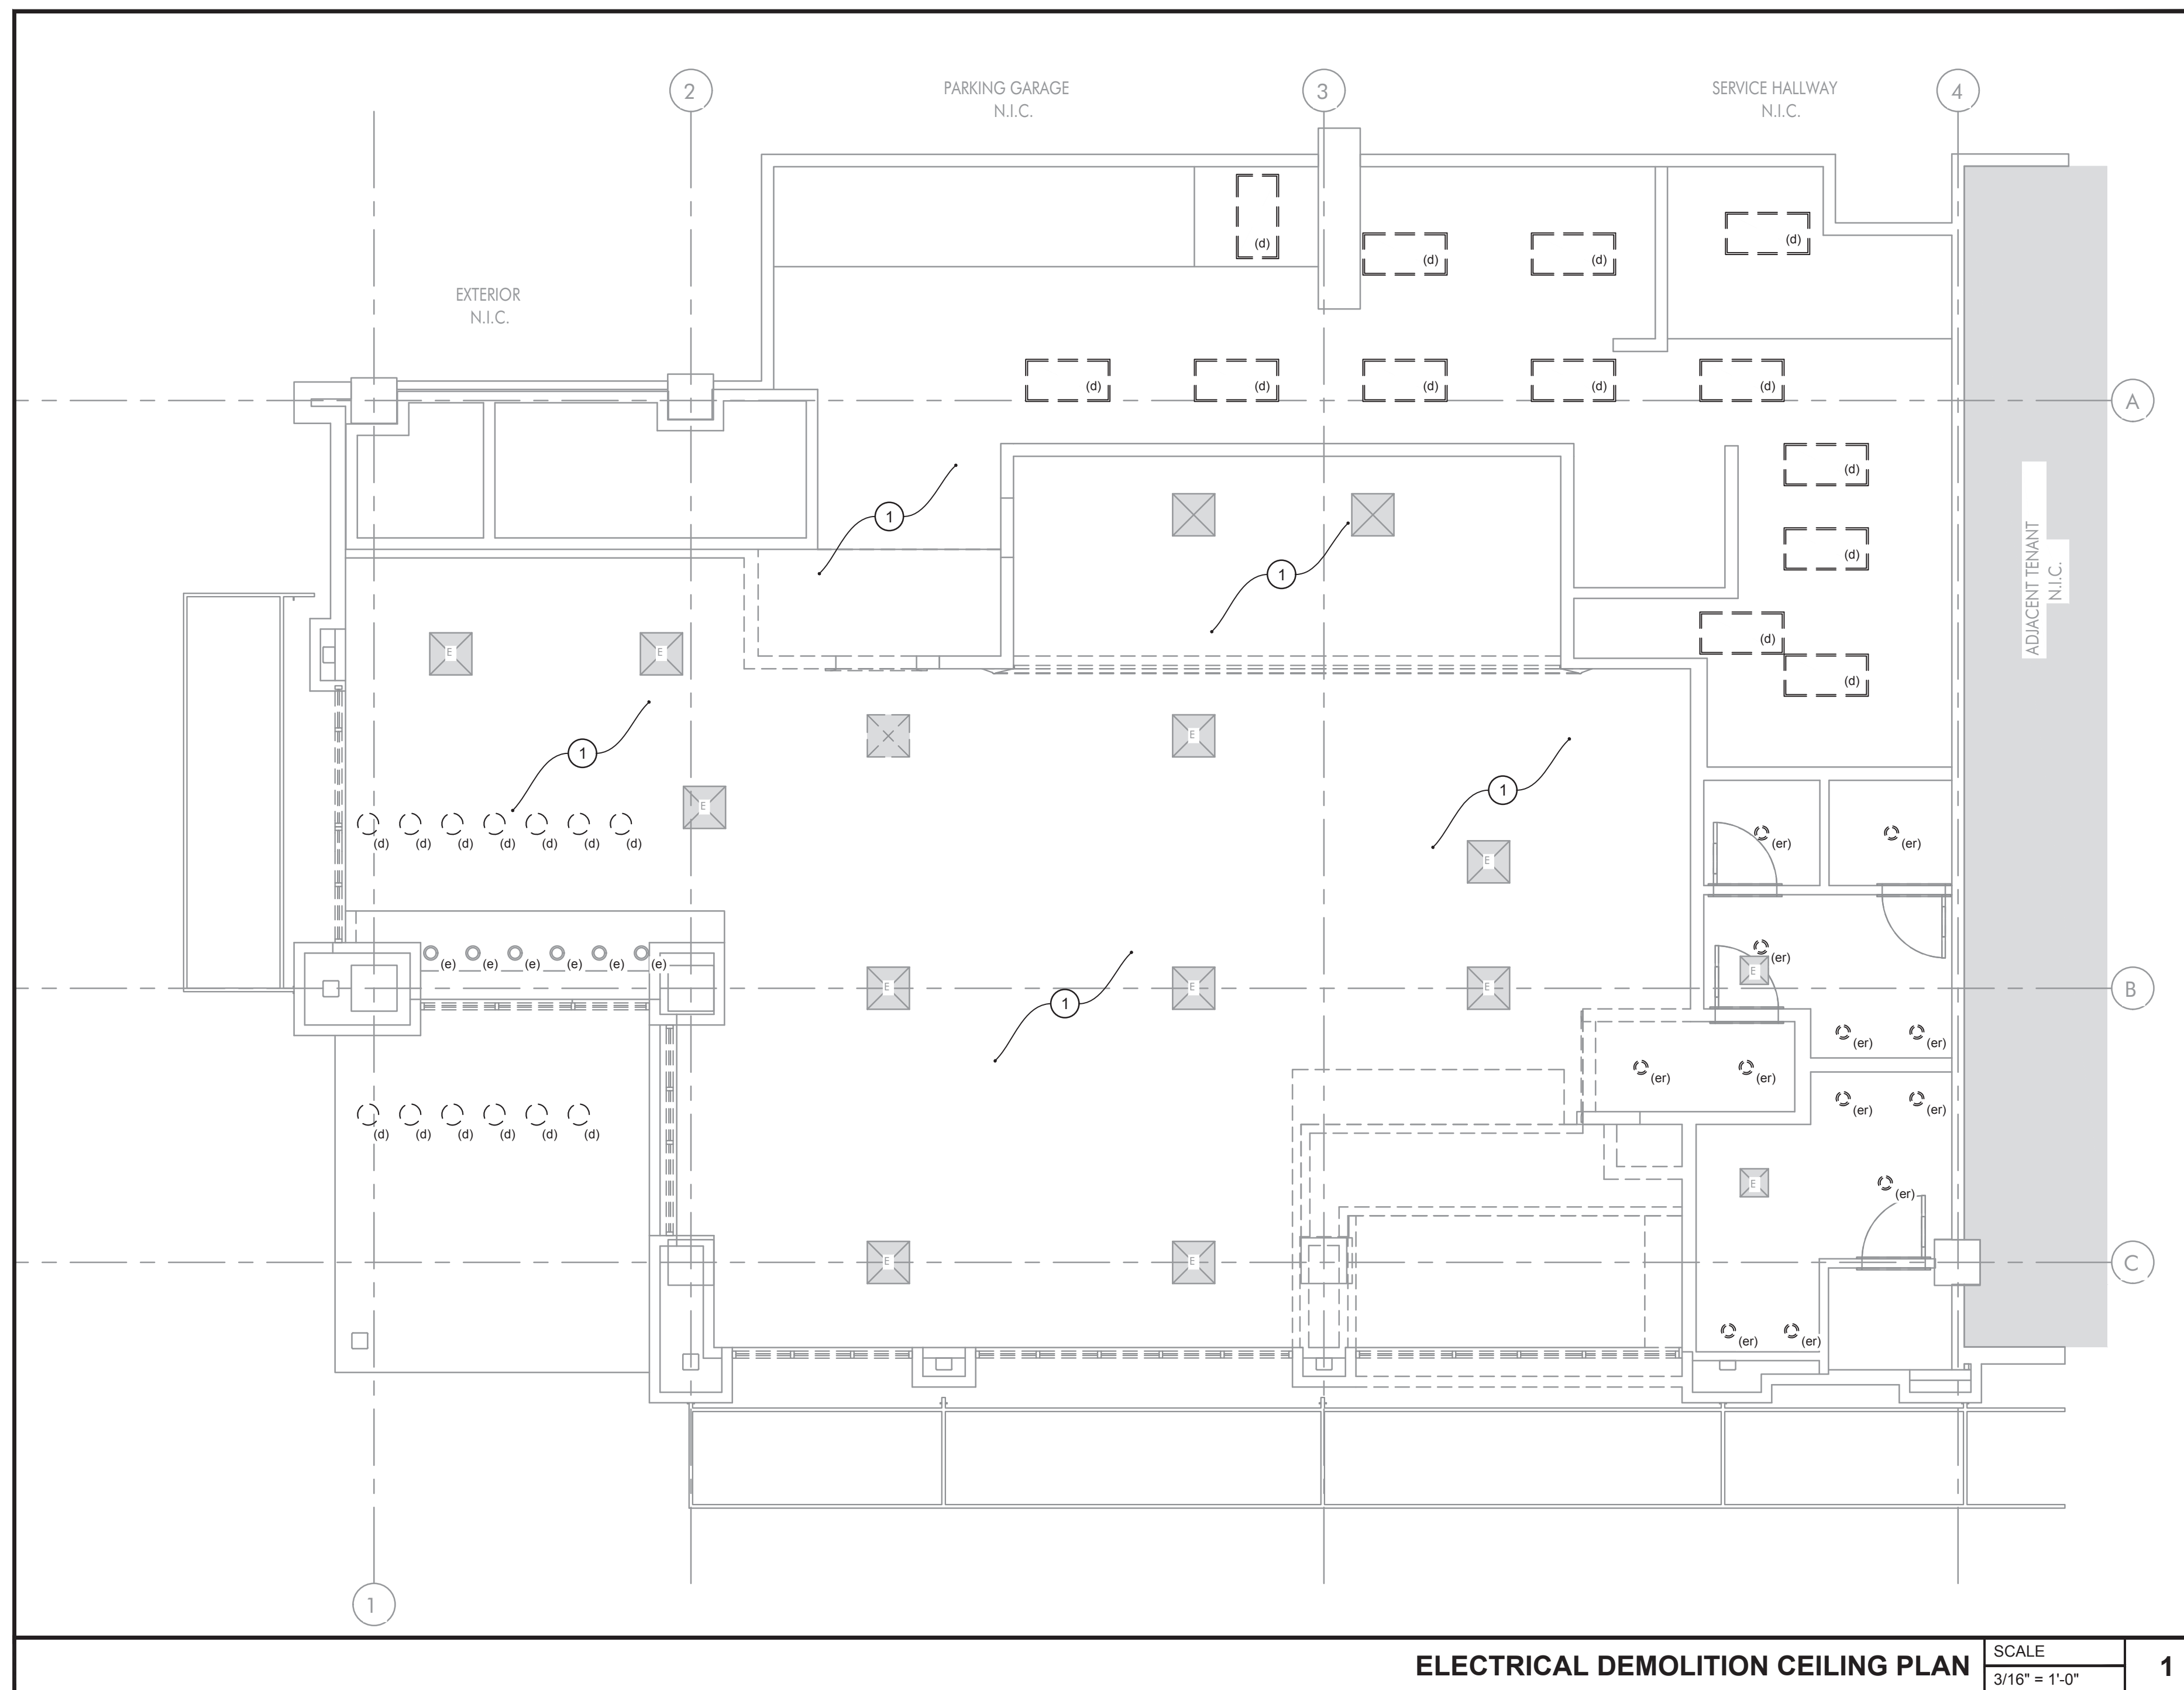 2
PARKING GARAGE
N.I.C.
3
SERVICE HALLWAY
N.I.C.
4
(d)
(d)
(d)
(d)
EXTERIOR
N.I.C.
(d)
(d)
(d)
(d)
(d)
A
(d)
1
(d)
1
ADJACENT TENANT
N.I.C.
(d)
E
E
(d)
E
1
1
E
(d)
(d)
(d)
(d)
(d)
(d)
(d)
(er)
(er)
E
(e)
(e)
(e)
(e)
(e)
(e)
(er)
E
E
E
E
E
B
1
(er)
(er)
(er)
(er)
(er)
(er)
(d)
(d)
(d)
(d)
(d)
(d)
E
(er)
E
E
C
(er)
(er)
1
ELECTRICAL DEMOLITION CEILING PLAN
SCALE
3/16" = 1'-0"
1